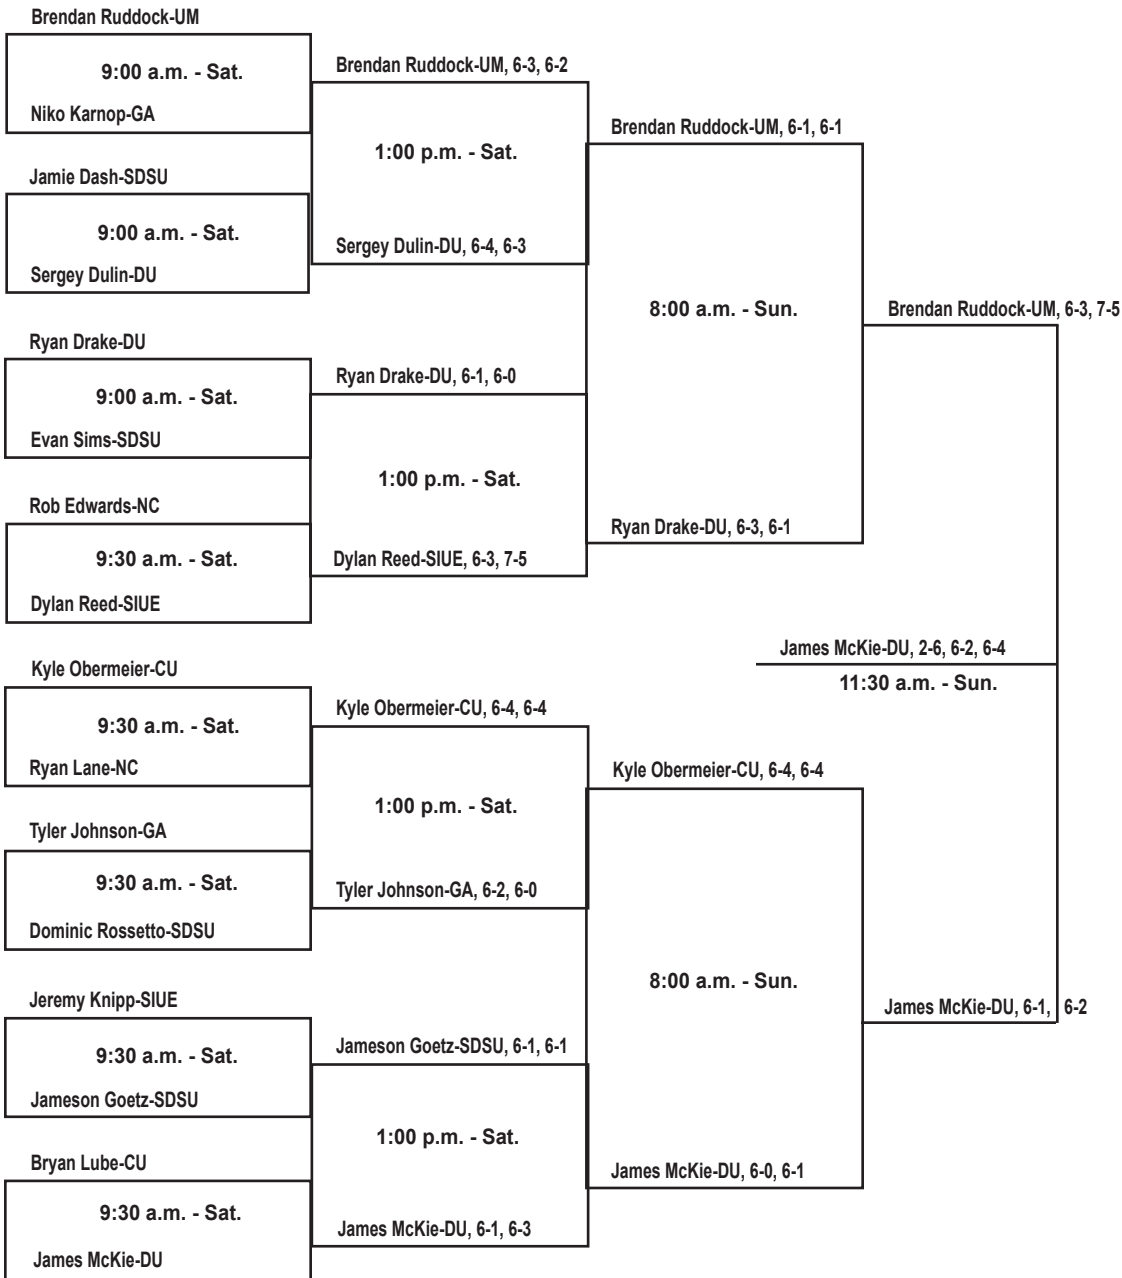 Brendan Ruddock-UM
9:00 a.m. - Sat.
Niko Karnop-GA
Jamie Dash-SDSU
9:00 a.m. - Sat.
Sergey Dulin-DU
Ryan Drake-DU
9:00 a.m. - Sat.
Evan Sims-SDSU
Rob Edwards-NC
9:30 a.m. - Sat.
Dylan Reed-SIUE
Kyle Obermeier-CU
9:30 a.m. - Sat.
Ryan Lane-NC
Tyler Johnson-GA
9:30 a.m. - Sat.
Dominic Rossetto-SDSU
Jeremy Knipp-SIUE
9:30 a.m. - Sat.
Jameson Goetz-SDSU
Bryan Lube-CU
9:30 a.m. - Sat.
James McKie-DU
Brendan Ruddock-UM, 6-3, 6-2
1:00 p.m. - Sat.
Sergey Dulin-DU, 6-4, 6-3
Ryan Drake-DU, 6-1, 6-0
1:00 p.m. - Sat.
Dylan Reed-SIUE, 6-3, 7-5
Kyle Obermeier-CU, 6-4, 6-4
1:00 p.m. - Sat.
Tyler Johnson-GA, 6-2, 6-0
Jameson Goetz-SDSU, 6-1, 6-1
1:00 p.m. - Sat.
James McKie-DU, 6-1, 6-3
Brendan Ruddock-UM, 6-1, 6-1
8:00 a.m. - Sun.
Ryan Drake-DU, 6-3, 6-1
Kyle Obermeier-CU, 6-4, 6-4
8:00 a.m. - Sun.
James McKie-DU, 6-0, 6-1
Brendan Ruddock-UM, 6-3, 7-5
James McKie-DU, 2-6, 6-2, 6-4
11:30 a.m. - Sun.
James McKie-DU, 6-1, 6-2